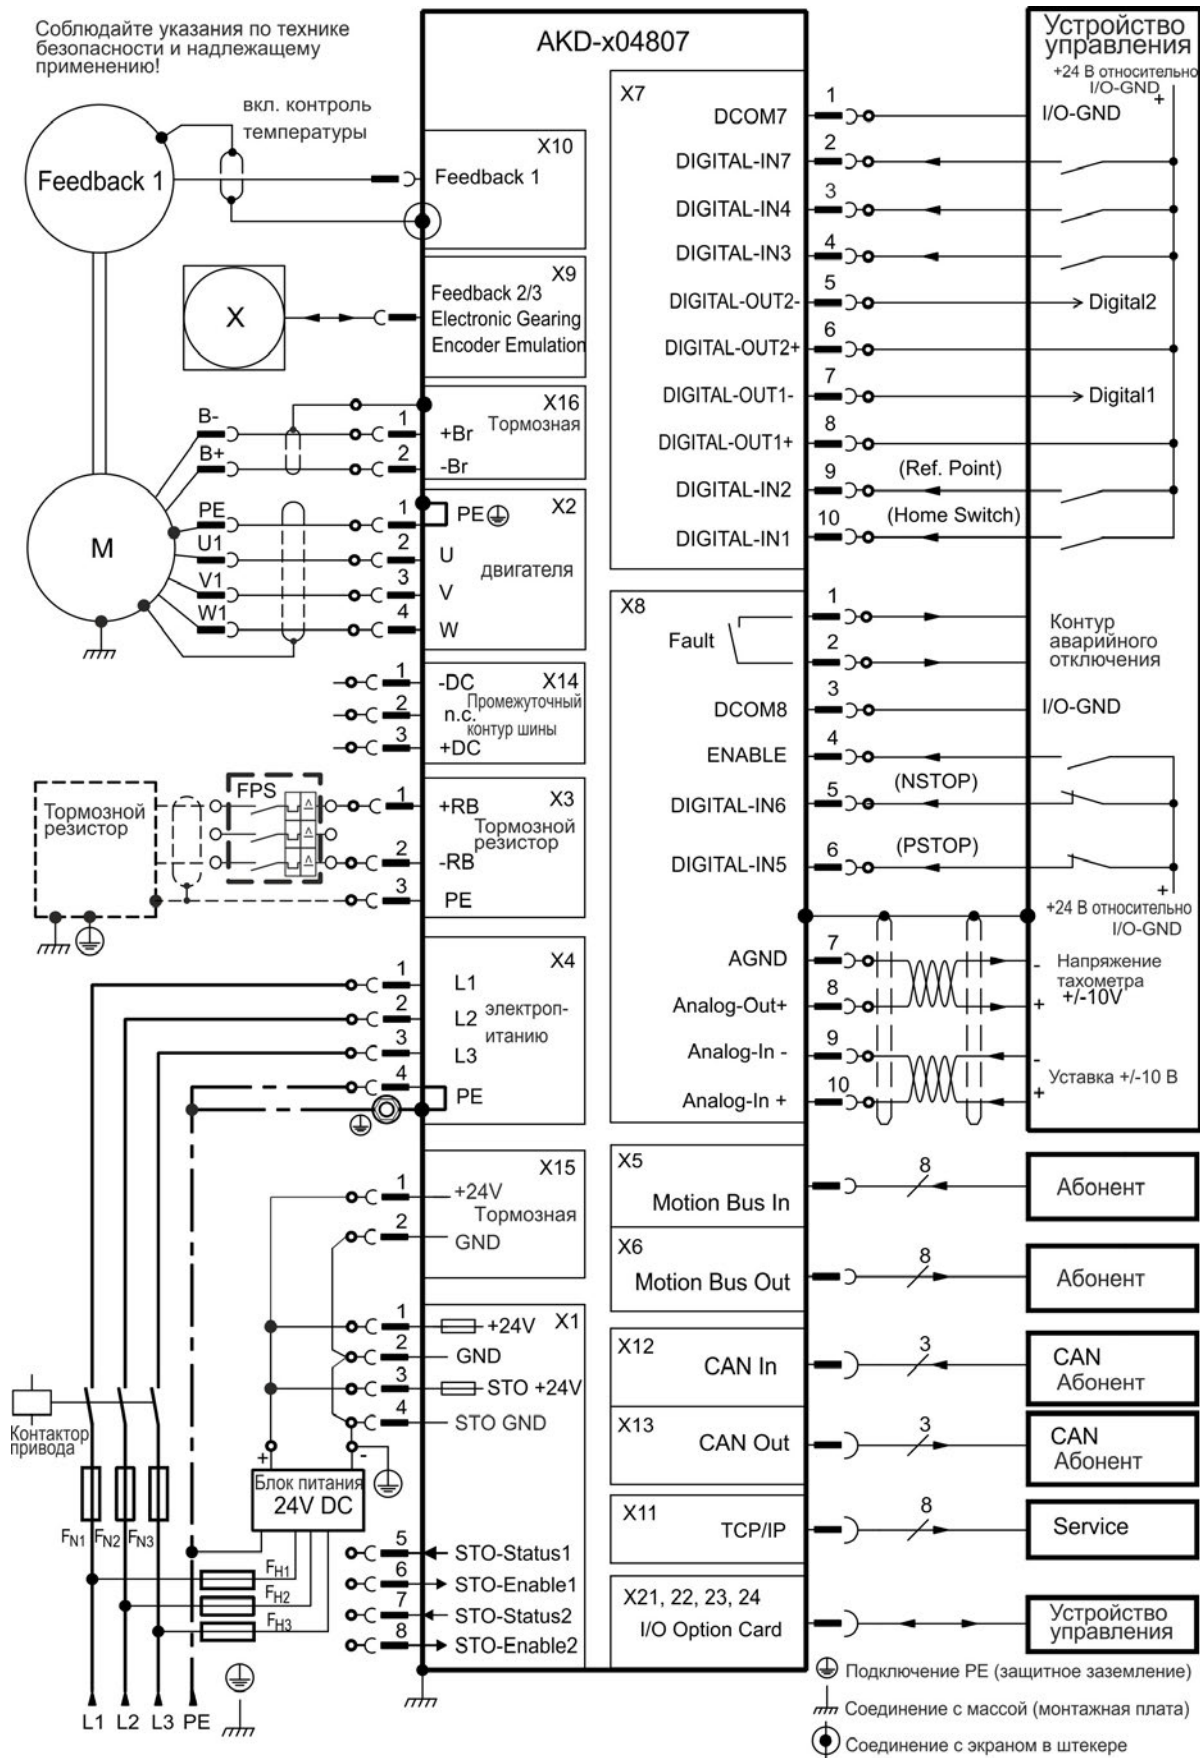 Соблюдайте указания по технике
безопасности и надлежащему
применению!
AKD-x04807
вкл. контроль
температуры
Feedback 1
X10
Feedback 1
X
X9
Feedback 2/3
Electronic Gearing
Encoder Emulation
B-
B+
1
2
X16
Тормозная
+Br
-Br
M
PE
U1
V1
W1
1
2
3
4
X2
PE
U
V
W
двигателя
1
2
3
X14
-DC
n.c.
+DC
Промежуточный
контур шины
Тормозной
резистор
FPS
1
2
3
X3
+RB
Тормозной
резистор
-RB
PE
1
2
3
4
X4
L1
L2
L3
PE
электроп-
итанию
1
2
X15
+24V
Тормозная
GND
1
2
3
4
X1
+24V
GND
STO +24V
STO GND
Контактор
привода
+
-
Блок питания
24V DC
FN1
FN2
FN3
FH1
FH2
FH3
5
6
7
8
STO-Status1
STO-Enable1
STO-Status2
STO-Enable2
L1
L2
L3
PE
X7
DCOM7
1
DIGITAL-IN7
2
DIGITAL-IN4
3
DIGITAL-IN3
4
DIGITAL-OUT2-
5
Digital2
DIGITAL-OUT2+
6
DIGITAL-OUT1-
7
Digital1
DIGITAL-OUT1+
8
DIGITAL-IN2
9
(Ref. Point)
DIGITAL-IN1
10
(Home Switch)
Устройство
управления
+24 В относительно
I/O-GND
+
I/O-GND
X8
Fault
1
2
Контур
аварийного
отключения
DCOM8
3
I/O-GND
ENABLE
4
DIGITAL-IN6
5
(NSTOP)
DIGITAL-IN5
6
(PSTOP)
+
+24 В относительно
I/O-GND
AGND
7
-
Analog-Out+
8
+
Напряжение
тахометра
+/-10V
Analog-In -
9
-
Analog-In +
10
+
Уставка +/-10 В
X5
Motion Bus In
8
Абонент
X6
Motion Bus Out
8
Абонент
X12
CAN In
3
CAN
Абонент
X13
CAN Out
3
CAN
Абонент
X11
TCP/IP
8
Service
X21, 22, 23, 24
I/O Option Card
Устройство
управления
Подключение PE (защитное заземление)
Соединение с массой (монтажная плата)
Соединение с экраном в штекере